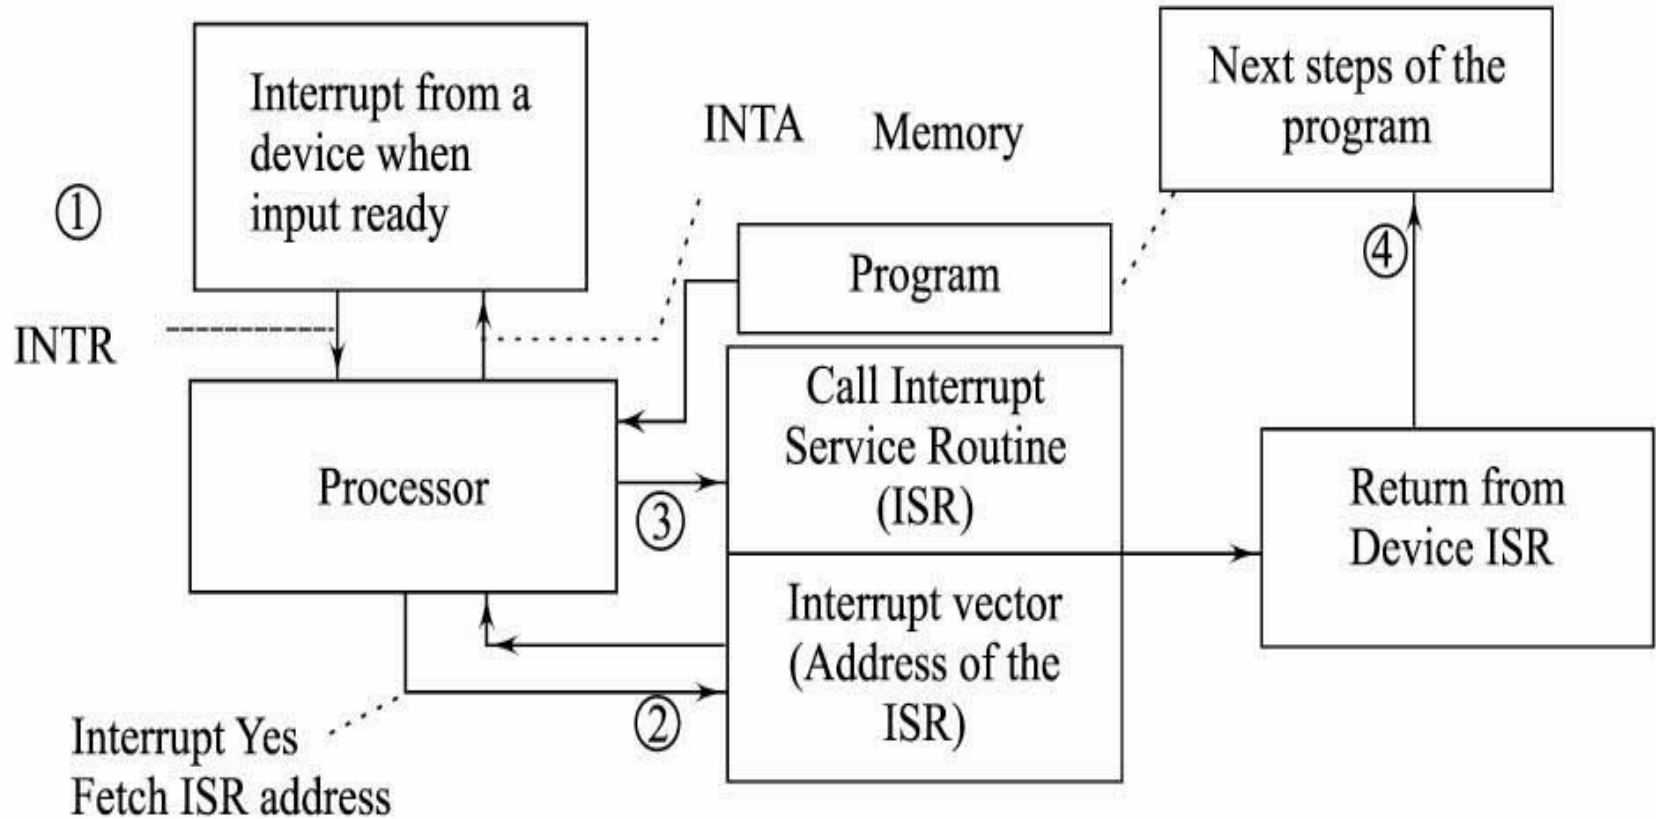 Interrupt from a
device when
input ready
①
INTR
INTA
Memory
Next steps of the
program
Program
④
Processor
Call Interrupt
Service Routine
(ISR)
③
Return from
Device ISR
Interrupt vector
(Address of the
ISR)
②
Interrupt Yes
Fetch ISR address